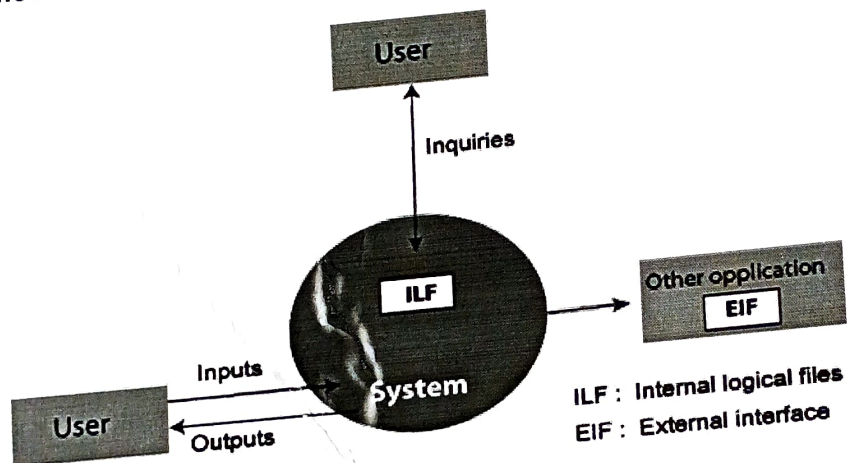 User
Inquiries
Other opplication
EIF
ILF
Inputs
System
User
Outputs
ILF : Internal logical files
EIF : External interface